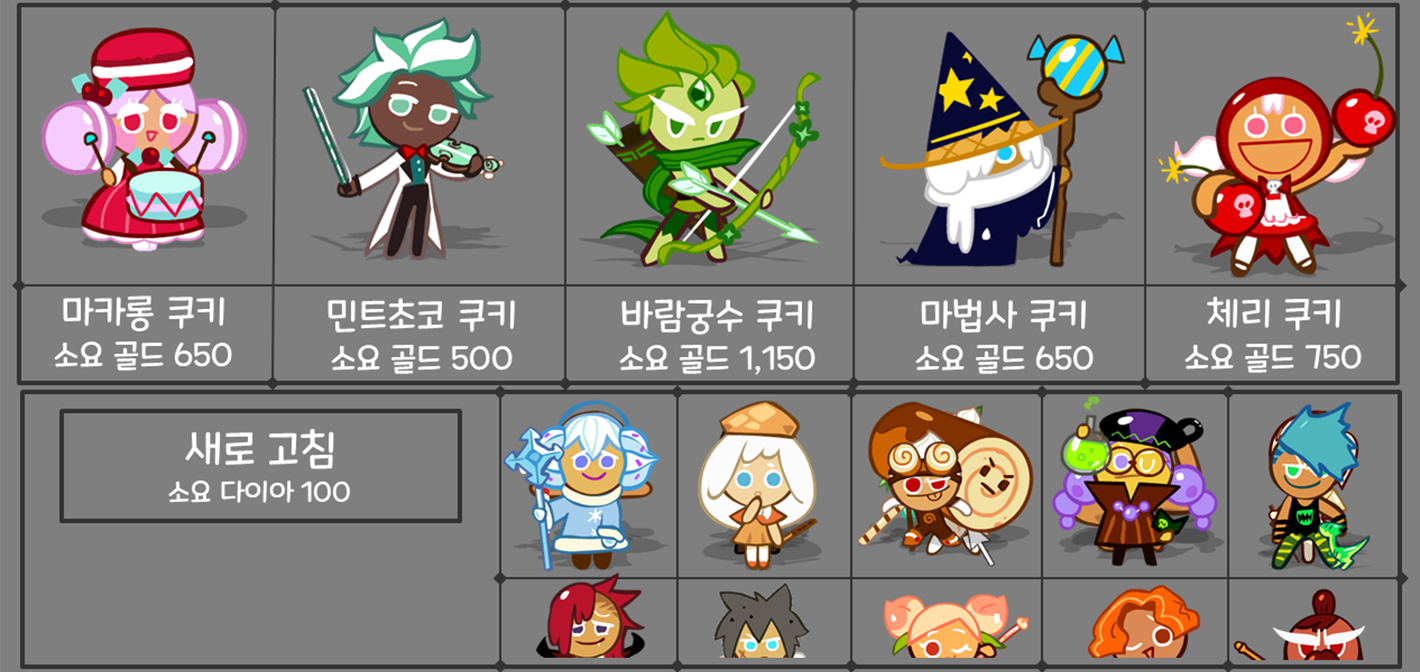 마카롱 쿠키
소요 골드 650
민트초코 쿠키
소요 골드 500
바람궁수 쿠키
소요 골드 1,150
마법사 쿠키
소요 골드 650
체리 쿠키
소요 골드 750
새로 고침
소요 다이아 100